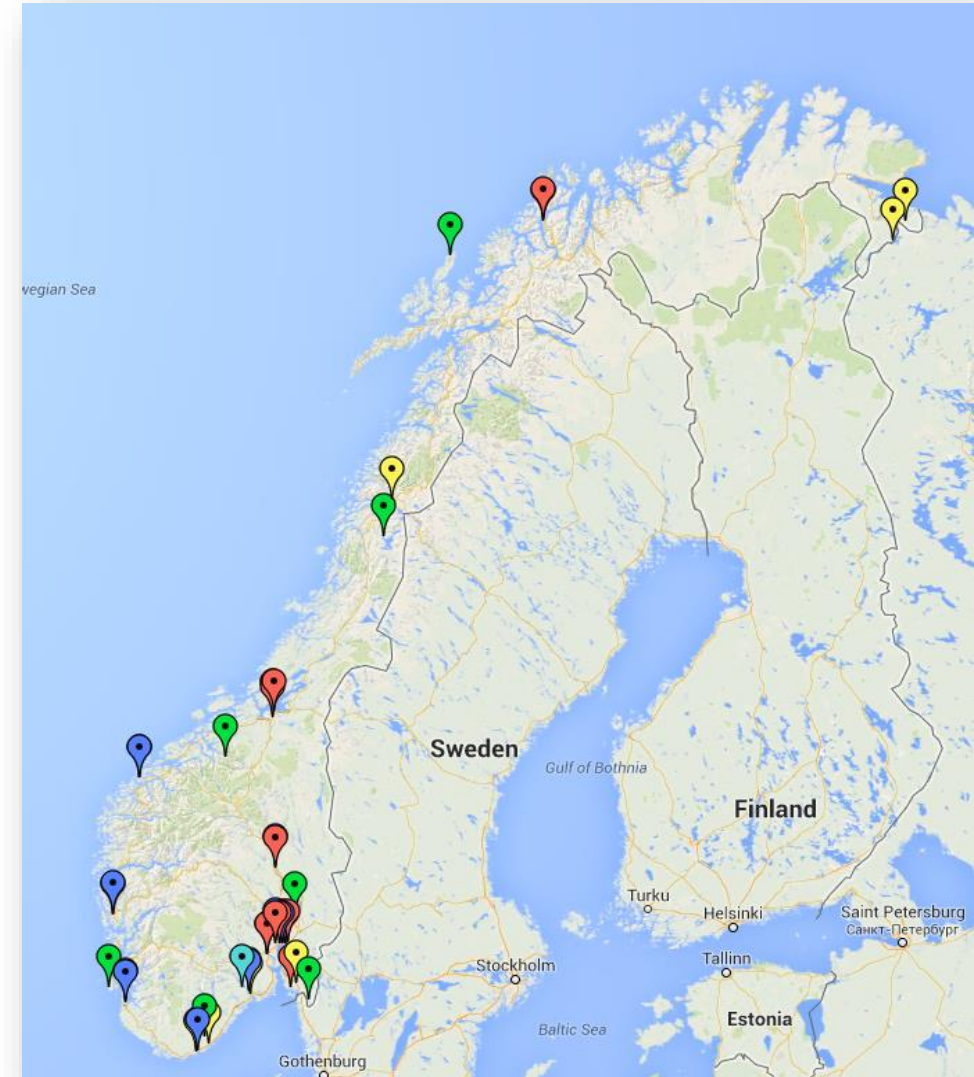 wegian Sea
Sweden
Gulf of Bothnia
Finland
Turku
Helsinki
Saint Petersburg
Санкт-Петербург
Tallinn
Stockholm
Estonia
Baltic Sea
Gothenburg